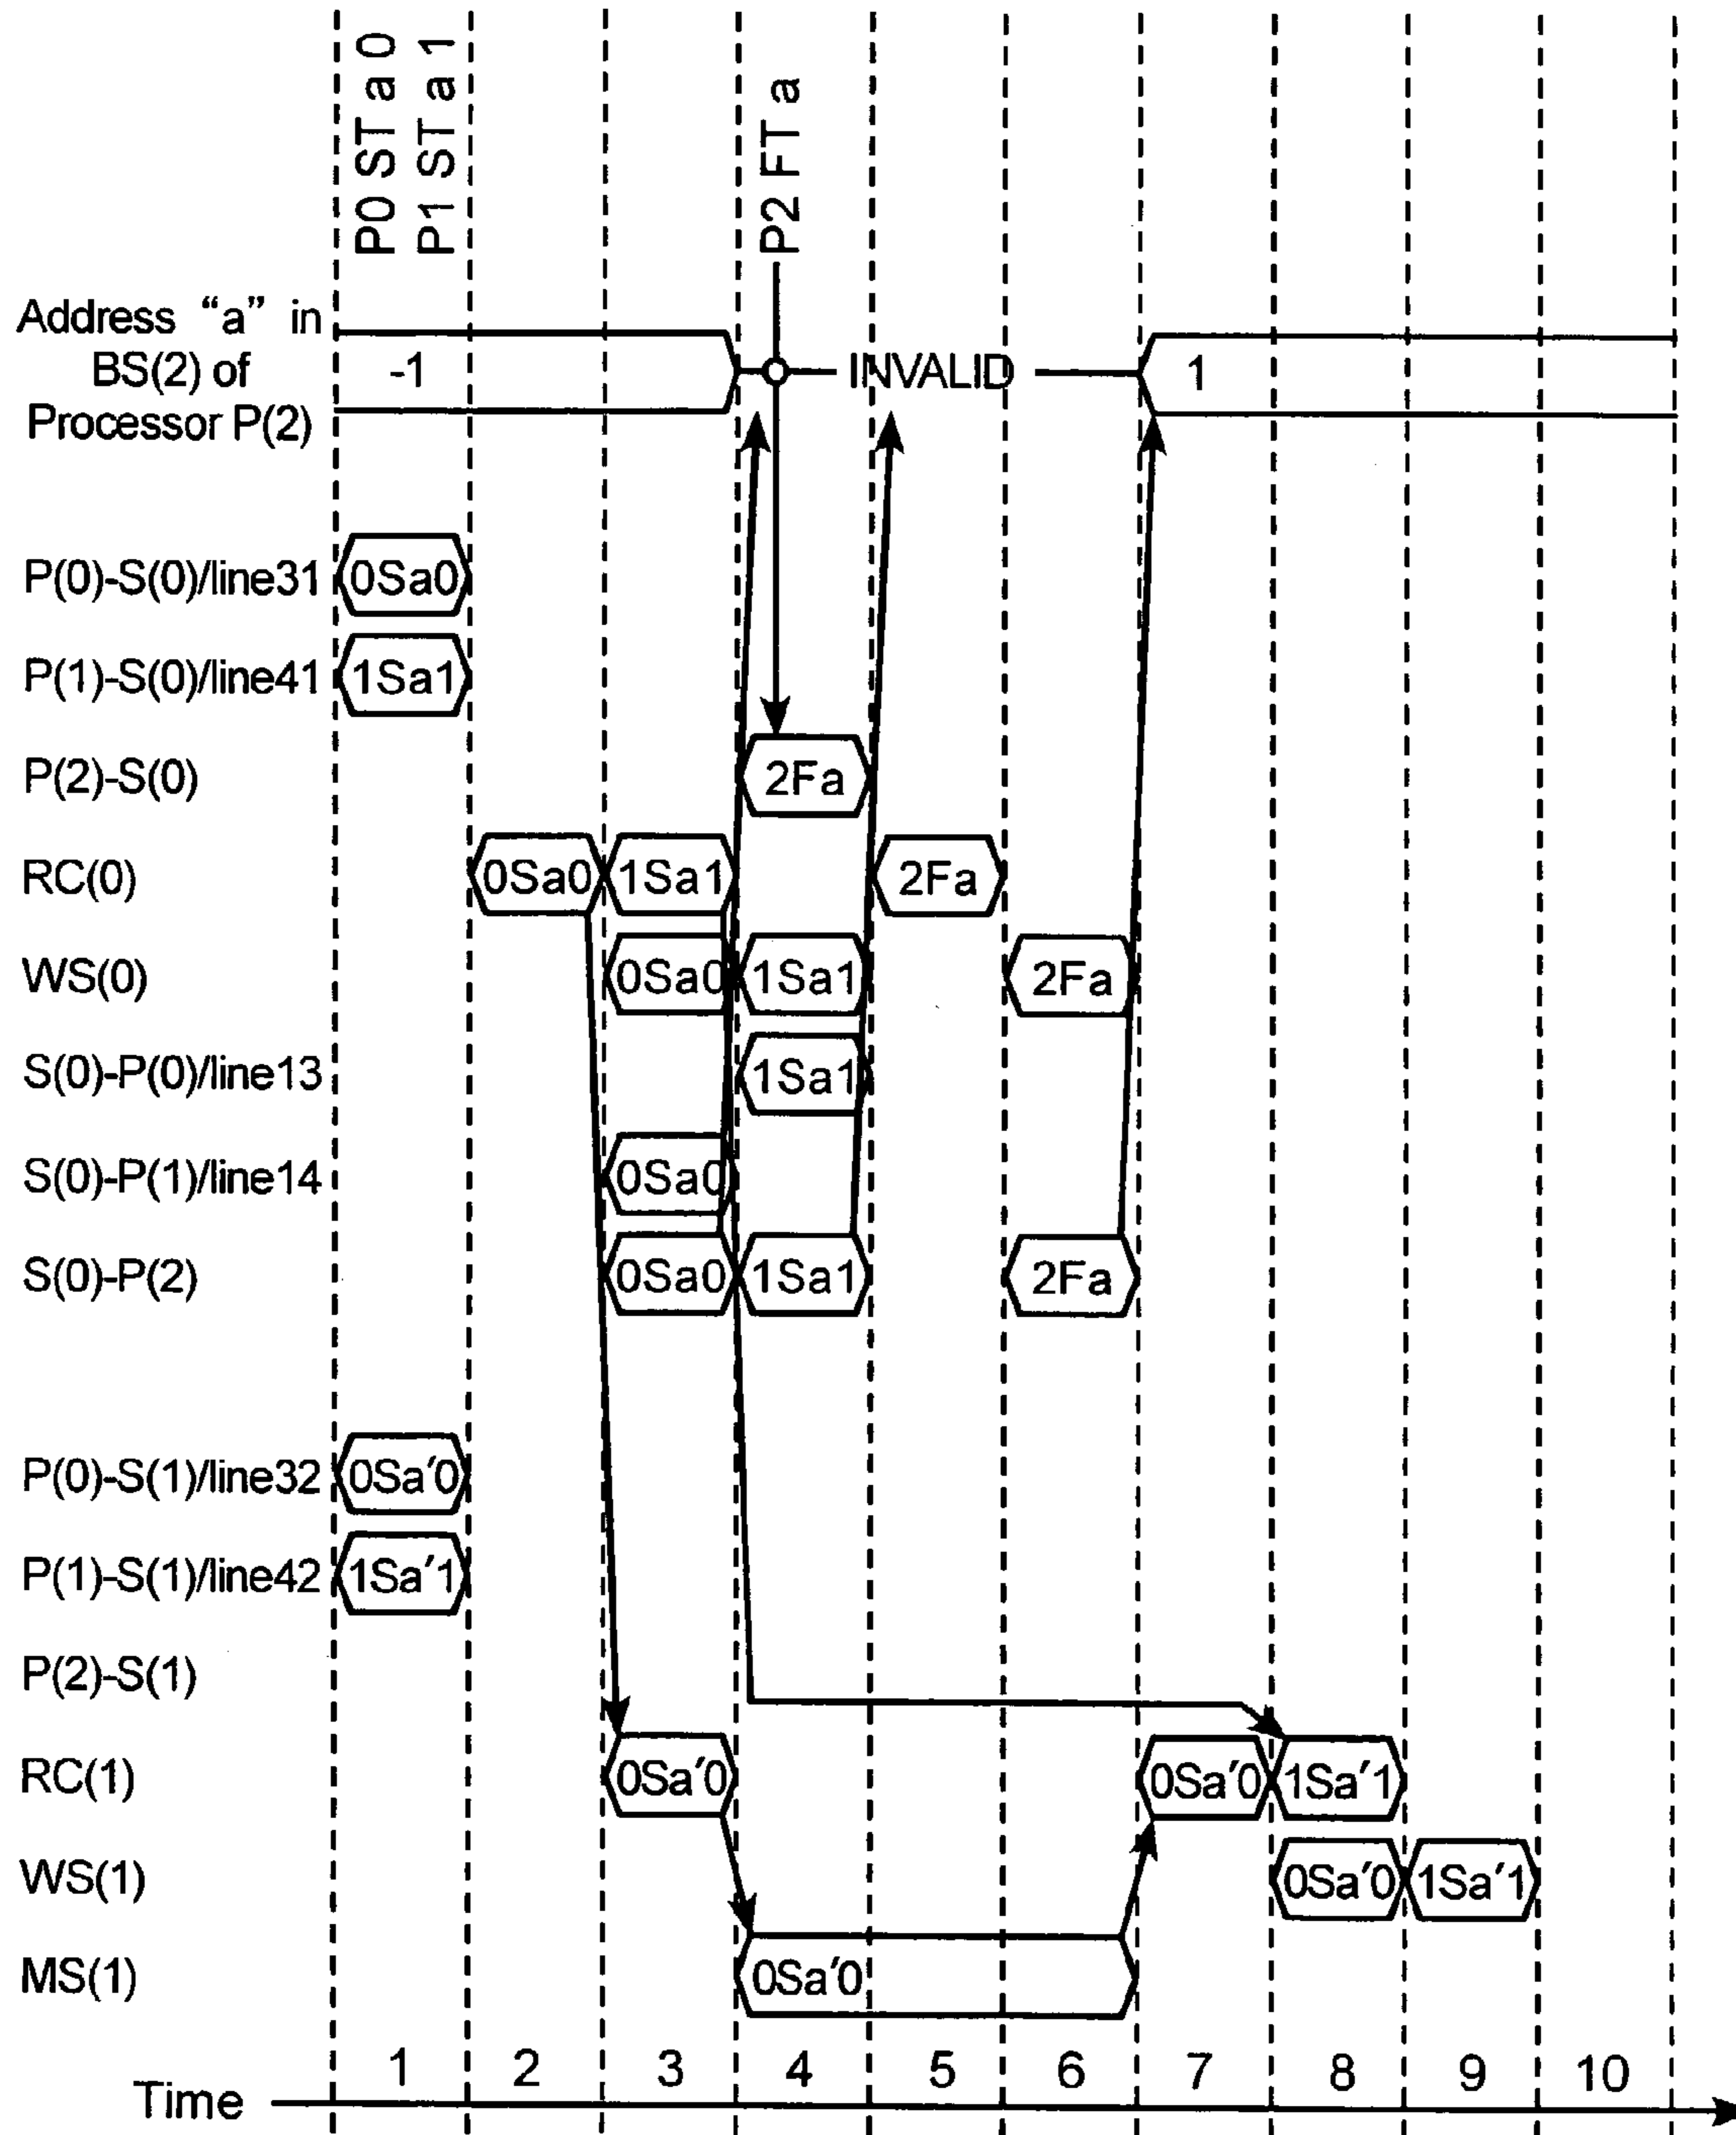 P0 ST a 0
P1 ST a 1
P2 FT a
Address “a” in
BS(2) of
Processor P(2)
-1
INVALID
1
P(0)-S(0)/line31
0Sa0
P(1)-S(0)/line41
1Sa1
P(2)-S(0)
2Fa
RC(0)
0Sa0
1Sa1
2Fa
WS(0)
0Sa0
1Sa1
2Fa
S(0)-P(0)/line13
1Sa1
S(0)-P(1)/line14
0Sa0
S(0)-P(2)
0Sa0
1Sa1
2Fa
P(0)-S(1)/line32
0Sa′0
P(1)-S(1)/line42
1Sa′1
P(2)-S(1)
RC(1)
0Sa′0
0Sa′0
1Sa′1
WS(1)
0Sa′0
1Sa′1
MS(1)
0Sa′0
Time
1 2 3 4 5 6 7 8 9 10